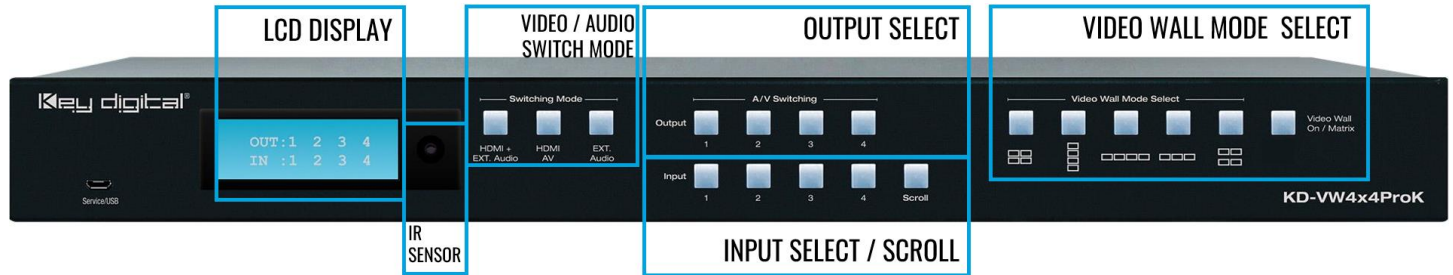 LCD DISPLAY
VIDEO / AUDIO
SWITCH MODE
OUTPUT SELECT
VIDEO WALL MODE SELECT
Key digital®
OUT:1 2 3 4
IN :1 2 3 4
Service/USB
IR
SENSOR
Switching Mode
HDMI +
EXT. Audio
HDMI
AV
EXT.
Audio
A/V Switching
Output
1 2 3 4
Input
1 2 3 4 Scroll
INPUT SELECT / SCROLL
Video Wall Mode Select
Video Wall
On / Matrix
KD-VW4x4ProK